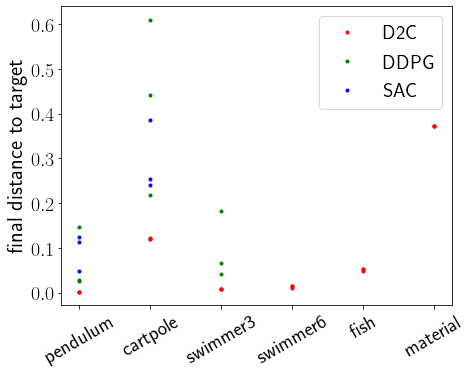 final distance to target
0.6
0.5
0.4
0.3
0.2
0.1
0.0
D2C
DDPG
SAC
pendulum
cartpole
swimmer3
swimmer6
fish
material